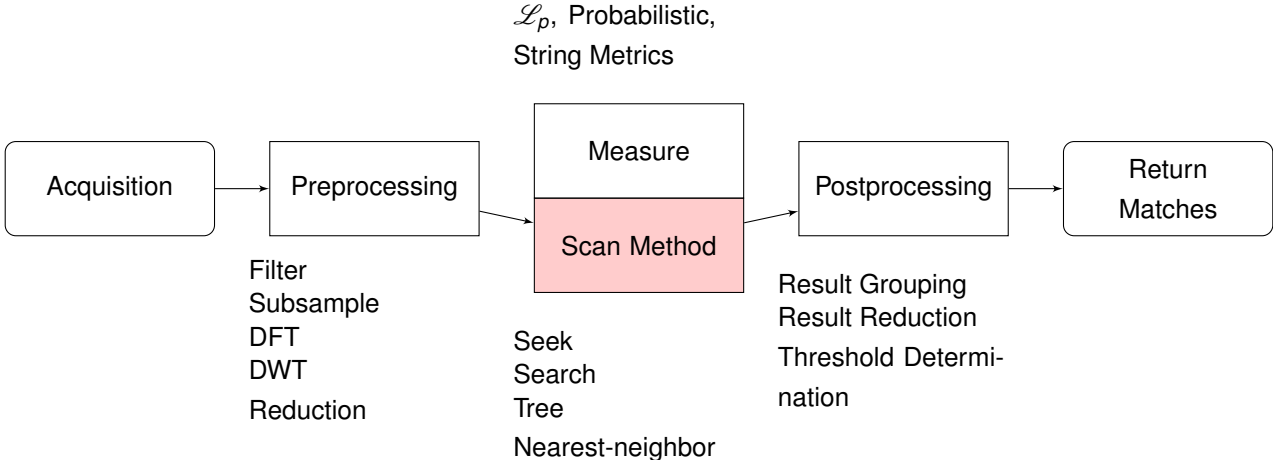 ℒp, Probabilistic,
String Metrics
Acquisition
Preprocessing
Measure
Scan Method
Postprocessing
Return
Matches
Filter
Subsample
DFT
DWT
Reduction
Seek
Search
Tree
Nearest-neighbor
Result Grouping
Result Reduction
Threshold Determi-
nation